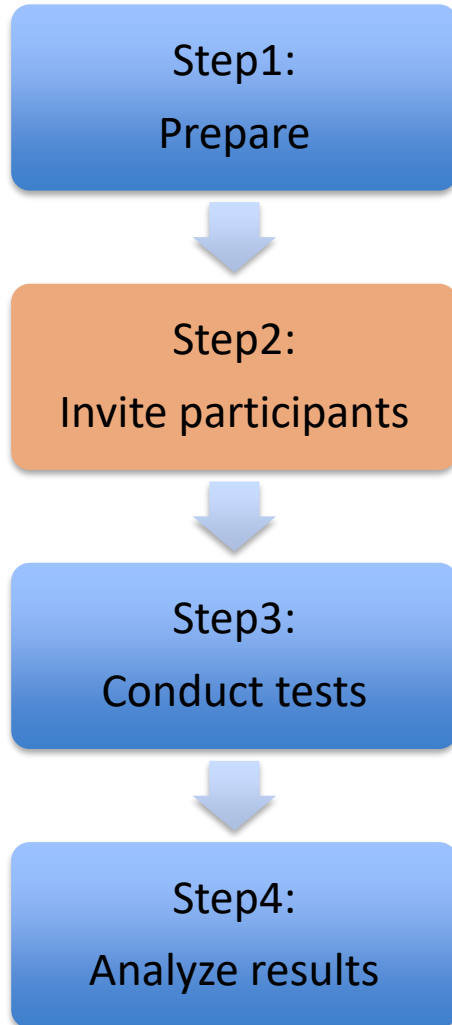 Step1:
Prepare
Step2:
Invite participants
Step3:
Conduct tests
Step4:
Analyze results